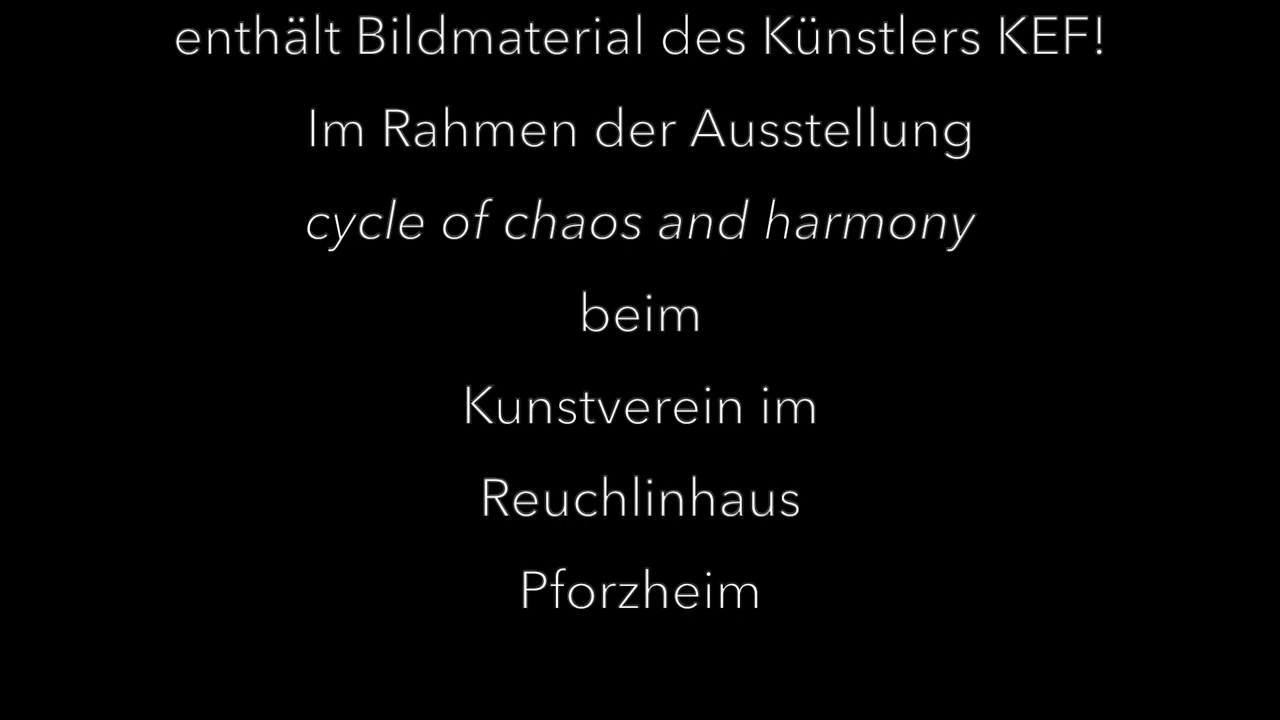 enthält Bildmaterial des Künstlers KEF!
Im Rahmen der Ausstellung
cycle of chaos and harmony
beim
Kunstverein im
Reuchlinhaus
Pforzheim